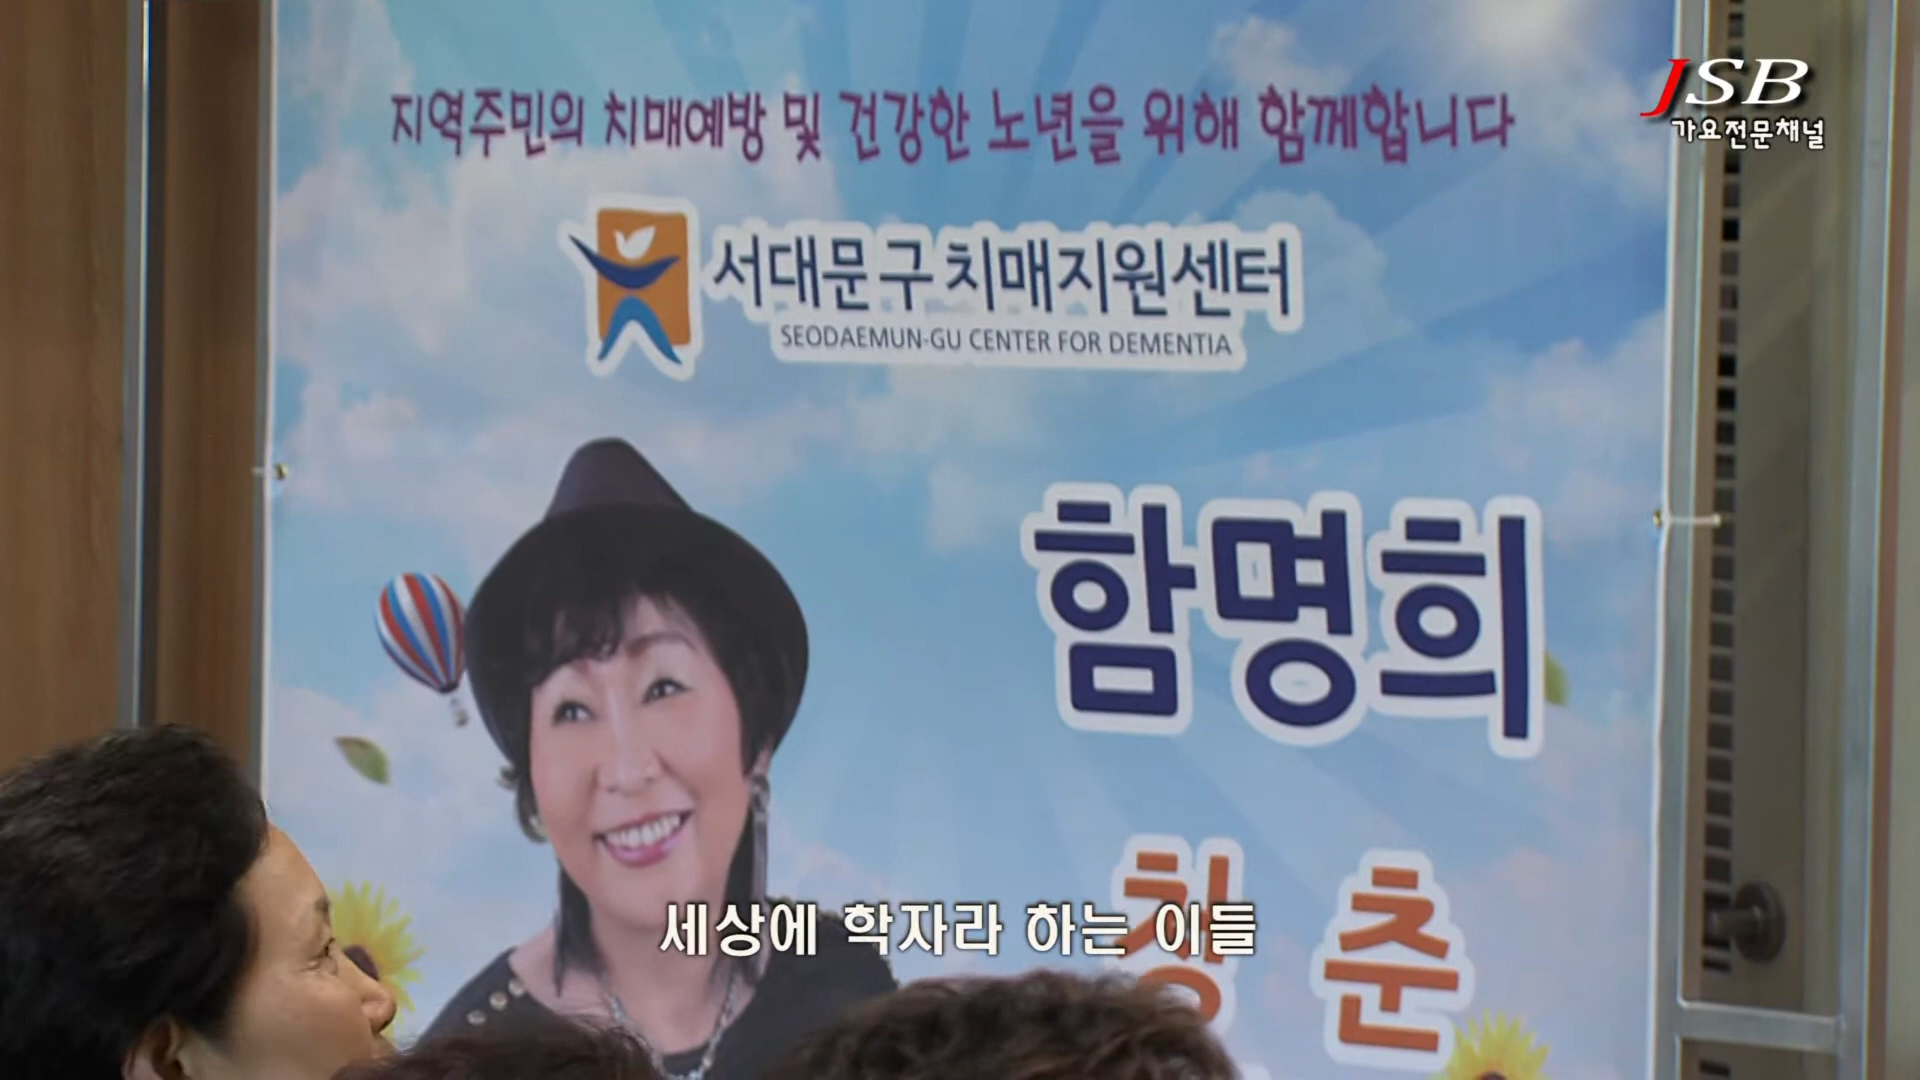 JSB
가요전문채널
지역주민의 치매예방 및 건강한 노년을 위해 함께합니다
서대문구치매지원센터
SEODAEMUN-GU CENTER FOR DEMENTIA
함명희
청춘
세상에 학자라 하는 이들